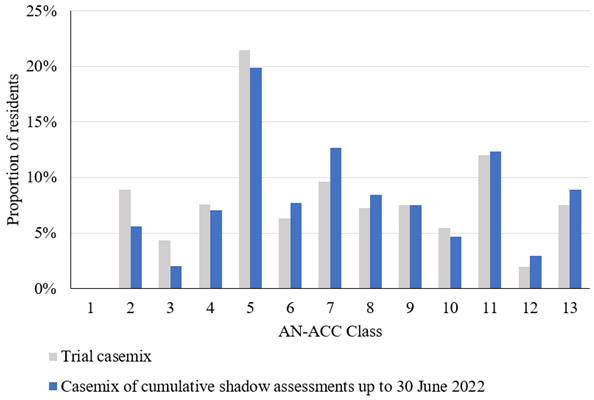 25%
20%
15%
10%
5%
0%
Proportion of residents
1 2 3 4 5 6 7 8 9 10 11 12 13
AN-ACC Class
Trial casemix
Casemix of cumulative shadow assessments up to 30 June 2022